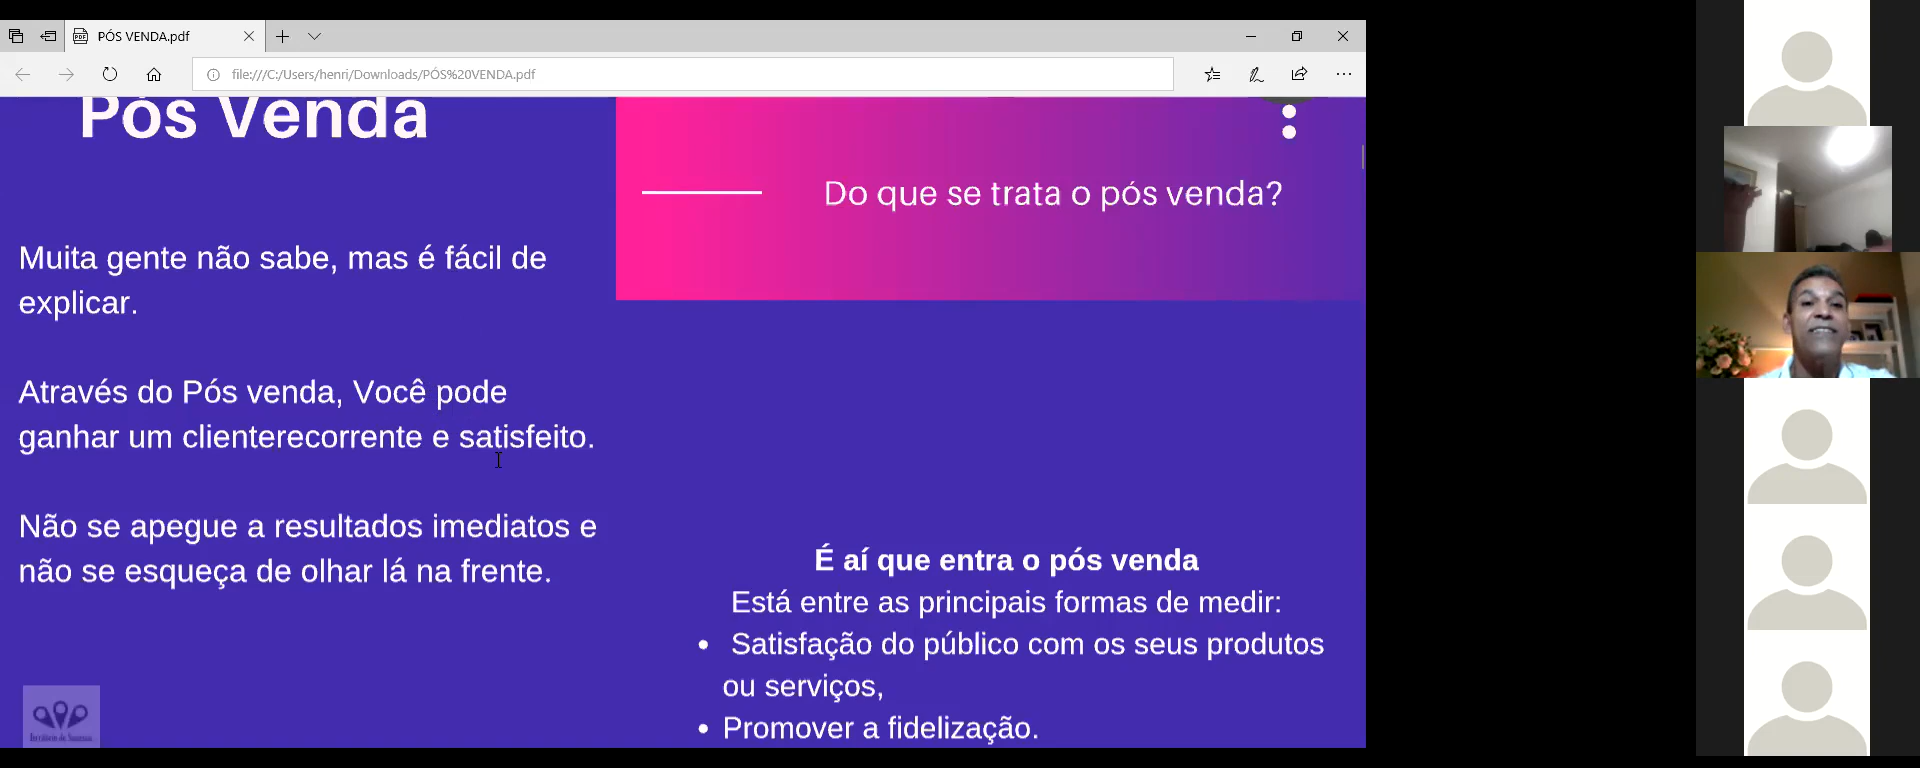 PÓS VENDA.pdf
file:///C:/Users/henri/Downloads/PÓS%20VENDA.pdf
Pós Venda
Do que se trata o pós venda?
Muita gente não sabe, mas é fácil de
explicar.
Através do Pós venda, Você pode
ganhar um clienterecorrente e satisfeito.
Não se apegue a resultados imediatos e
não se esqueça de olhar lá na frente.
É aí que entra o pós venda
Está entre as principais formas de medir:
• Satisfação do público com os seus produtos
ou serviços,
• Promover a fidelização.